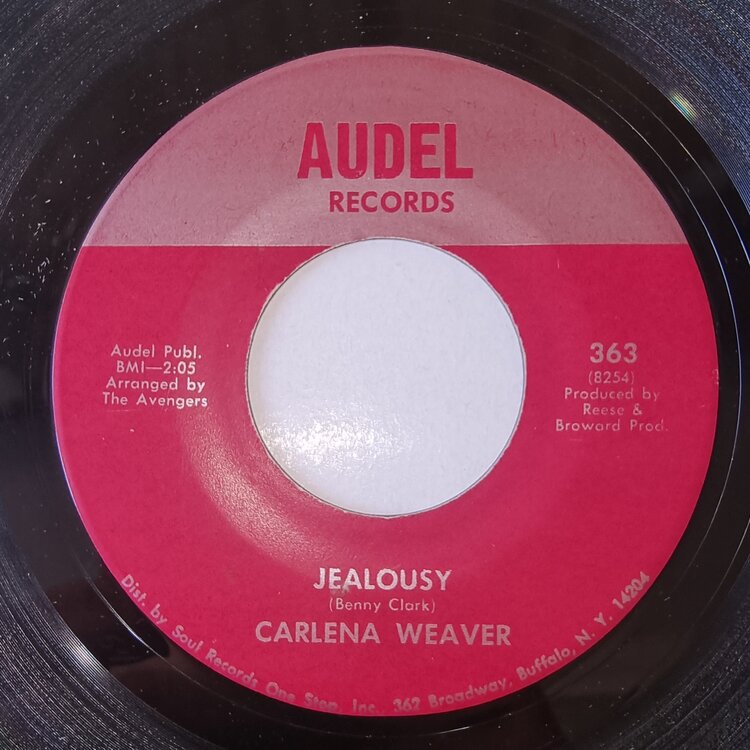 AUDEL
RECORDS
Audel Publ.
BMI—2:05
Arranged by
The Avengers
363
(8254)
Produced by
Reese &
Broward Prod.
JEALOUSY
(Benny Clark)
CARLENA WEAVER
Dist. by Soul Records One Stop, Inc. 362 Broadway, Buffalo, N. Y. 14204